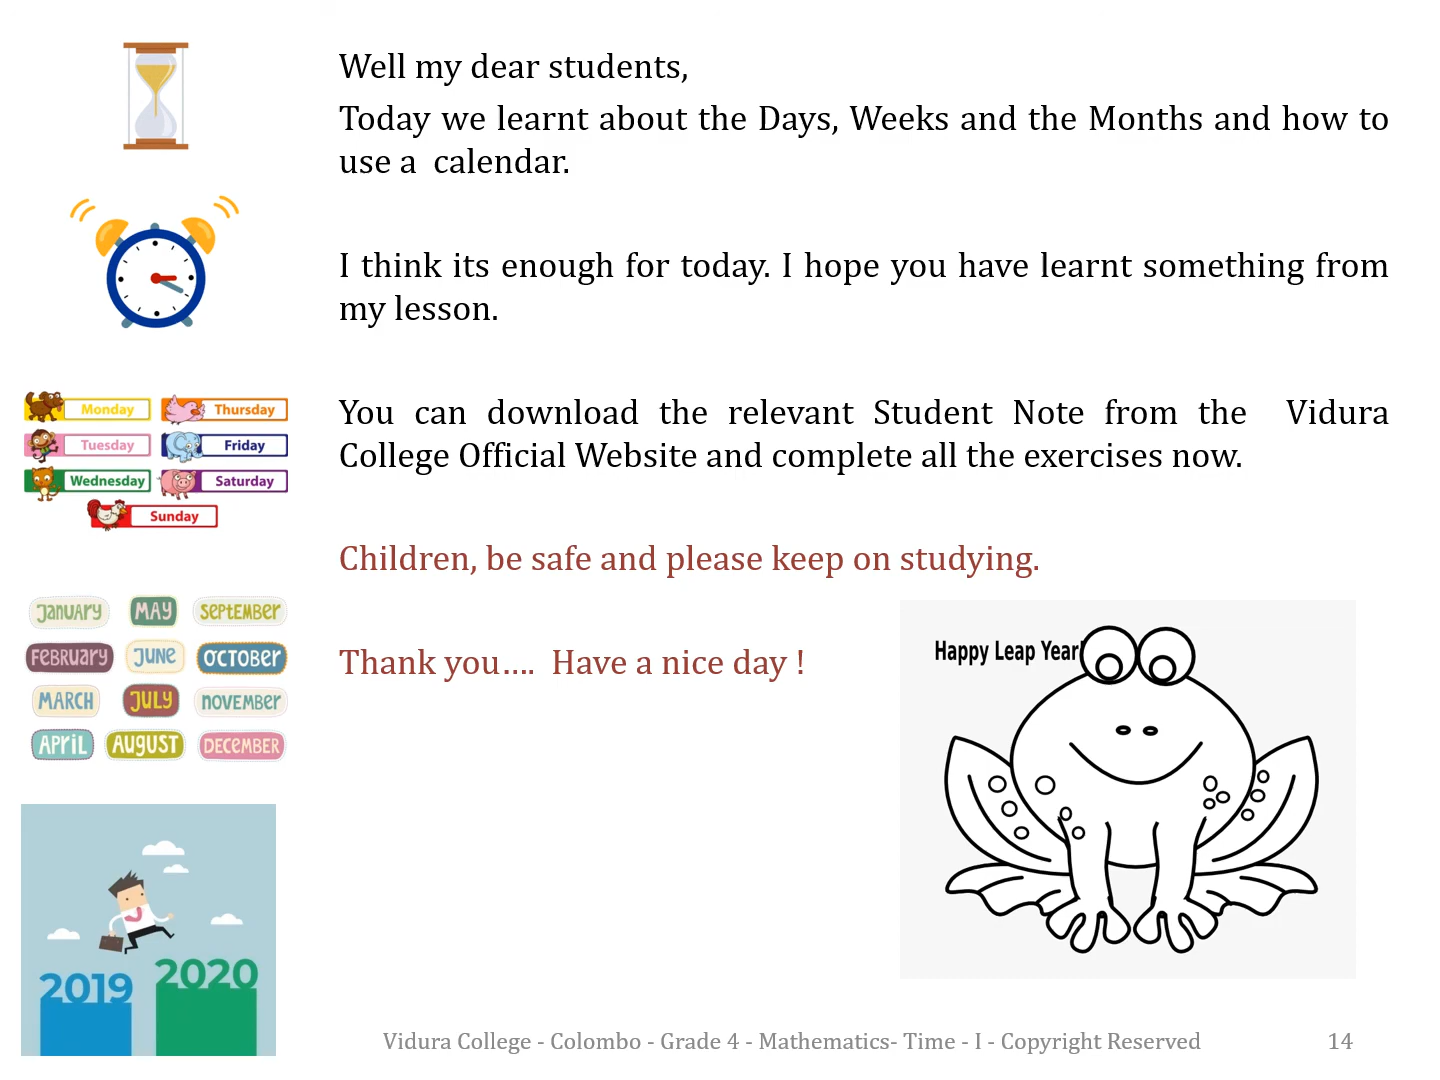 Well my dear students,
Today we learnt about the Days, Weeks and the Months and how to
use a  calendar.
I think its enough for today. I hope you have learnt something from
my lesson.
You can download the relevant Student Note from the  Vidura
College Official Website and complete all the exercises now.
Children, be safe and please keep on studying.
Thank you….  Have a nice day !
Monday
Thursday
Tuesday
Friday
Wednesday
Saturday
Sunday
JANUARY
MAY
SEPTEMBER
FEBRUARY
JUNE
OCTOBER
MARCH
JULY
NOVEMBER
APRIL
AUGUST
DECEMBER
2019
2020
Happy Leap Year!
Vidura College - Colombo - Grade 4 - Mathematics- Time - I - Copyright Reserved
14